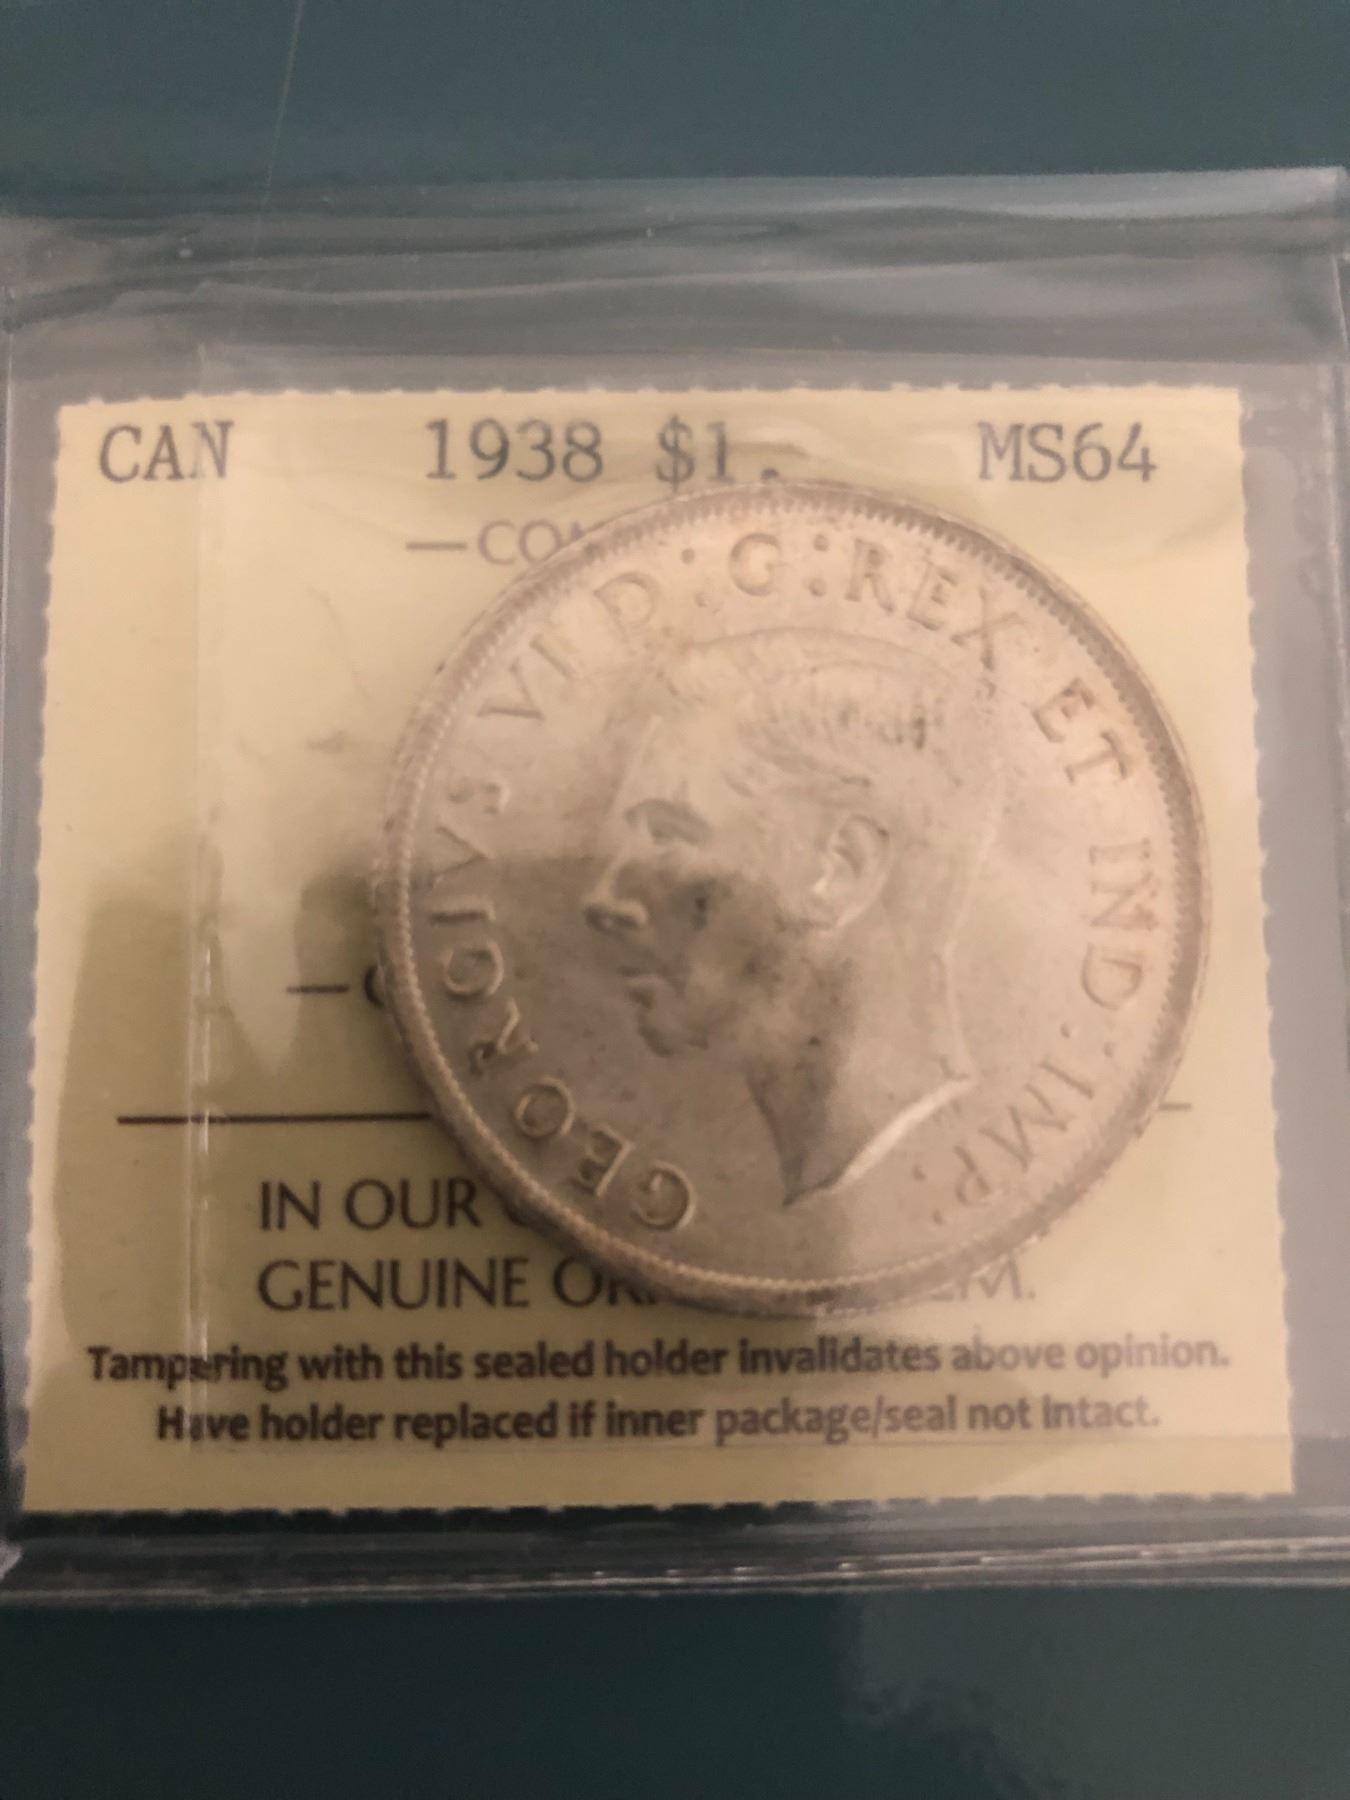 CAN 1938 $1. MS64
GEORGIVS VI D: G: REX ET IND: IMP:
IN OUR
GENUINE
Tampering with this sealed holder invalidates above opinion.
Have holder replaced if inner package/seal not intact.